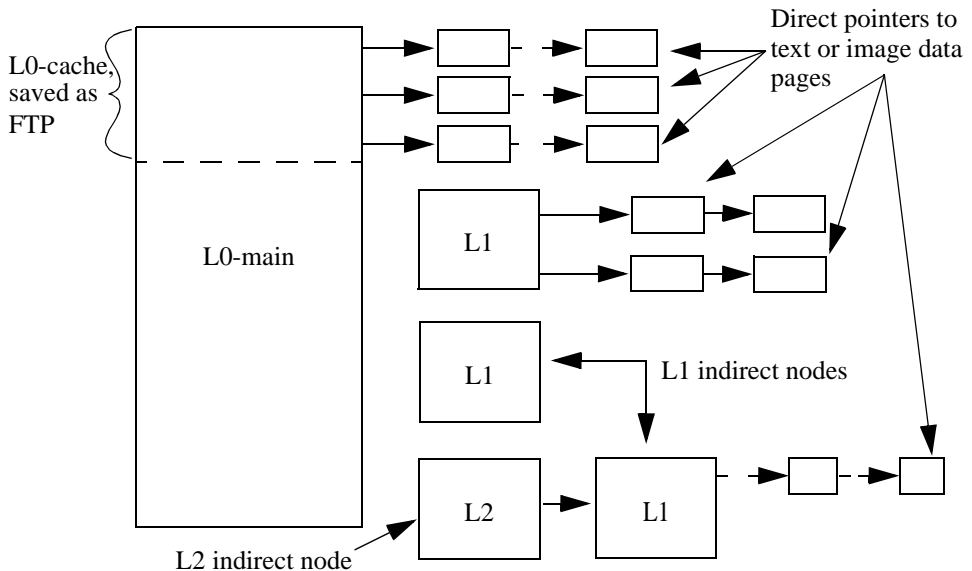 L0-cache,
saved as
FTP
L0-main
Direct pointers to
text or image data
pages
L1
L1
L1 indirect nodes
L2
L1
L2 indirect node